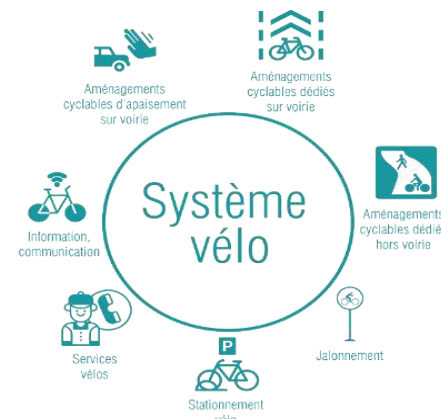 Aménagements
cyclables d'apaisement
sur voirie
Aménagements
cyclables dédiés
sur voirie
Système
vélo
Aménagements
cyclables dédié
hors voirie
Information,
communication
Jalonnement
Services
vélos
P
Stationnement
vélo